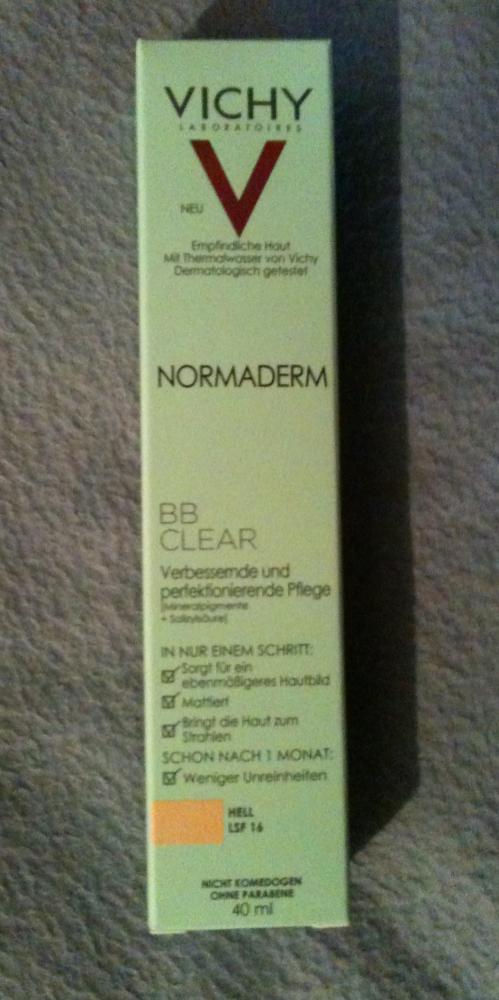 VICHY
LABORATOIRES
V
NEU
Empfindliche Haut
Mit Thermalwasser von Vichy
Dermatologisch getestet
NORMADERM
BB
CLEAR
Verbessernde und
perfektionierende Pflege
[Mineralpigmente
+ Salizylsäure]
IN NUR EINEM SCHRITT:
Sorgt für ein
ebenmäßigeres Hautbild
Mattiert
Bringt die Haut zum
Strahlen
SCHON NACH 1 MONAT:
Weniger Unreinheiten
HELL
LSF 16
NICHT KOMEDOGEN
OHNE PARABENE
40 ml